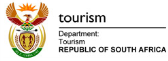 tourism
Department:
Tourism
REPUBLIC OF SOUTH AFRICA